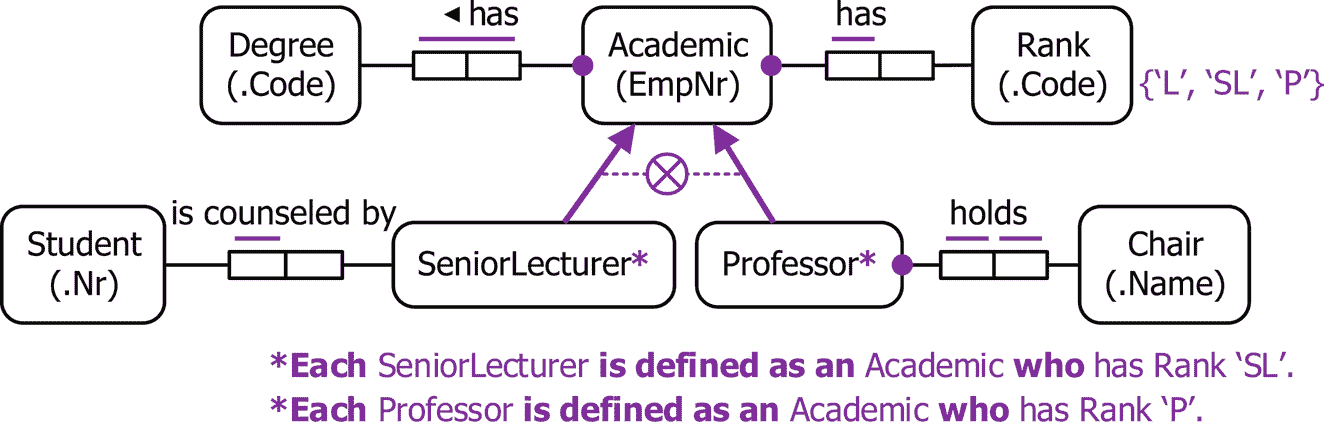 ◄ has
has
Degree
(.Code)
Academic
(EmpNr)
Rank
(.Code)
{‘L’, ‘SL’, ‘P’}
is counseled by
holds
Student
(.Nr)
SeniorLecturer*
Professor*
Chair
(.Name)
*Each SeniorLecturer is defined as an Academic who has Rank ‘SL’.
*Each Professor is defined as an Academic who has Rank ‘P’.